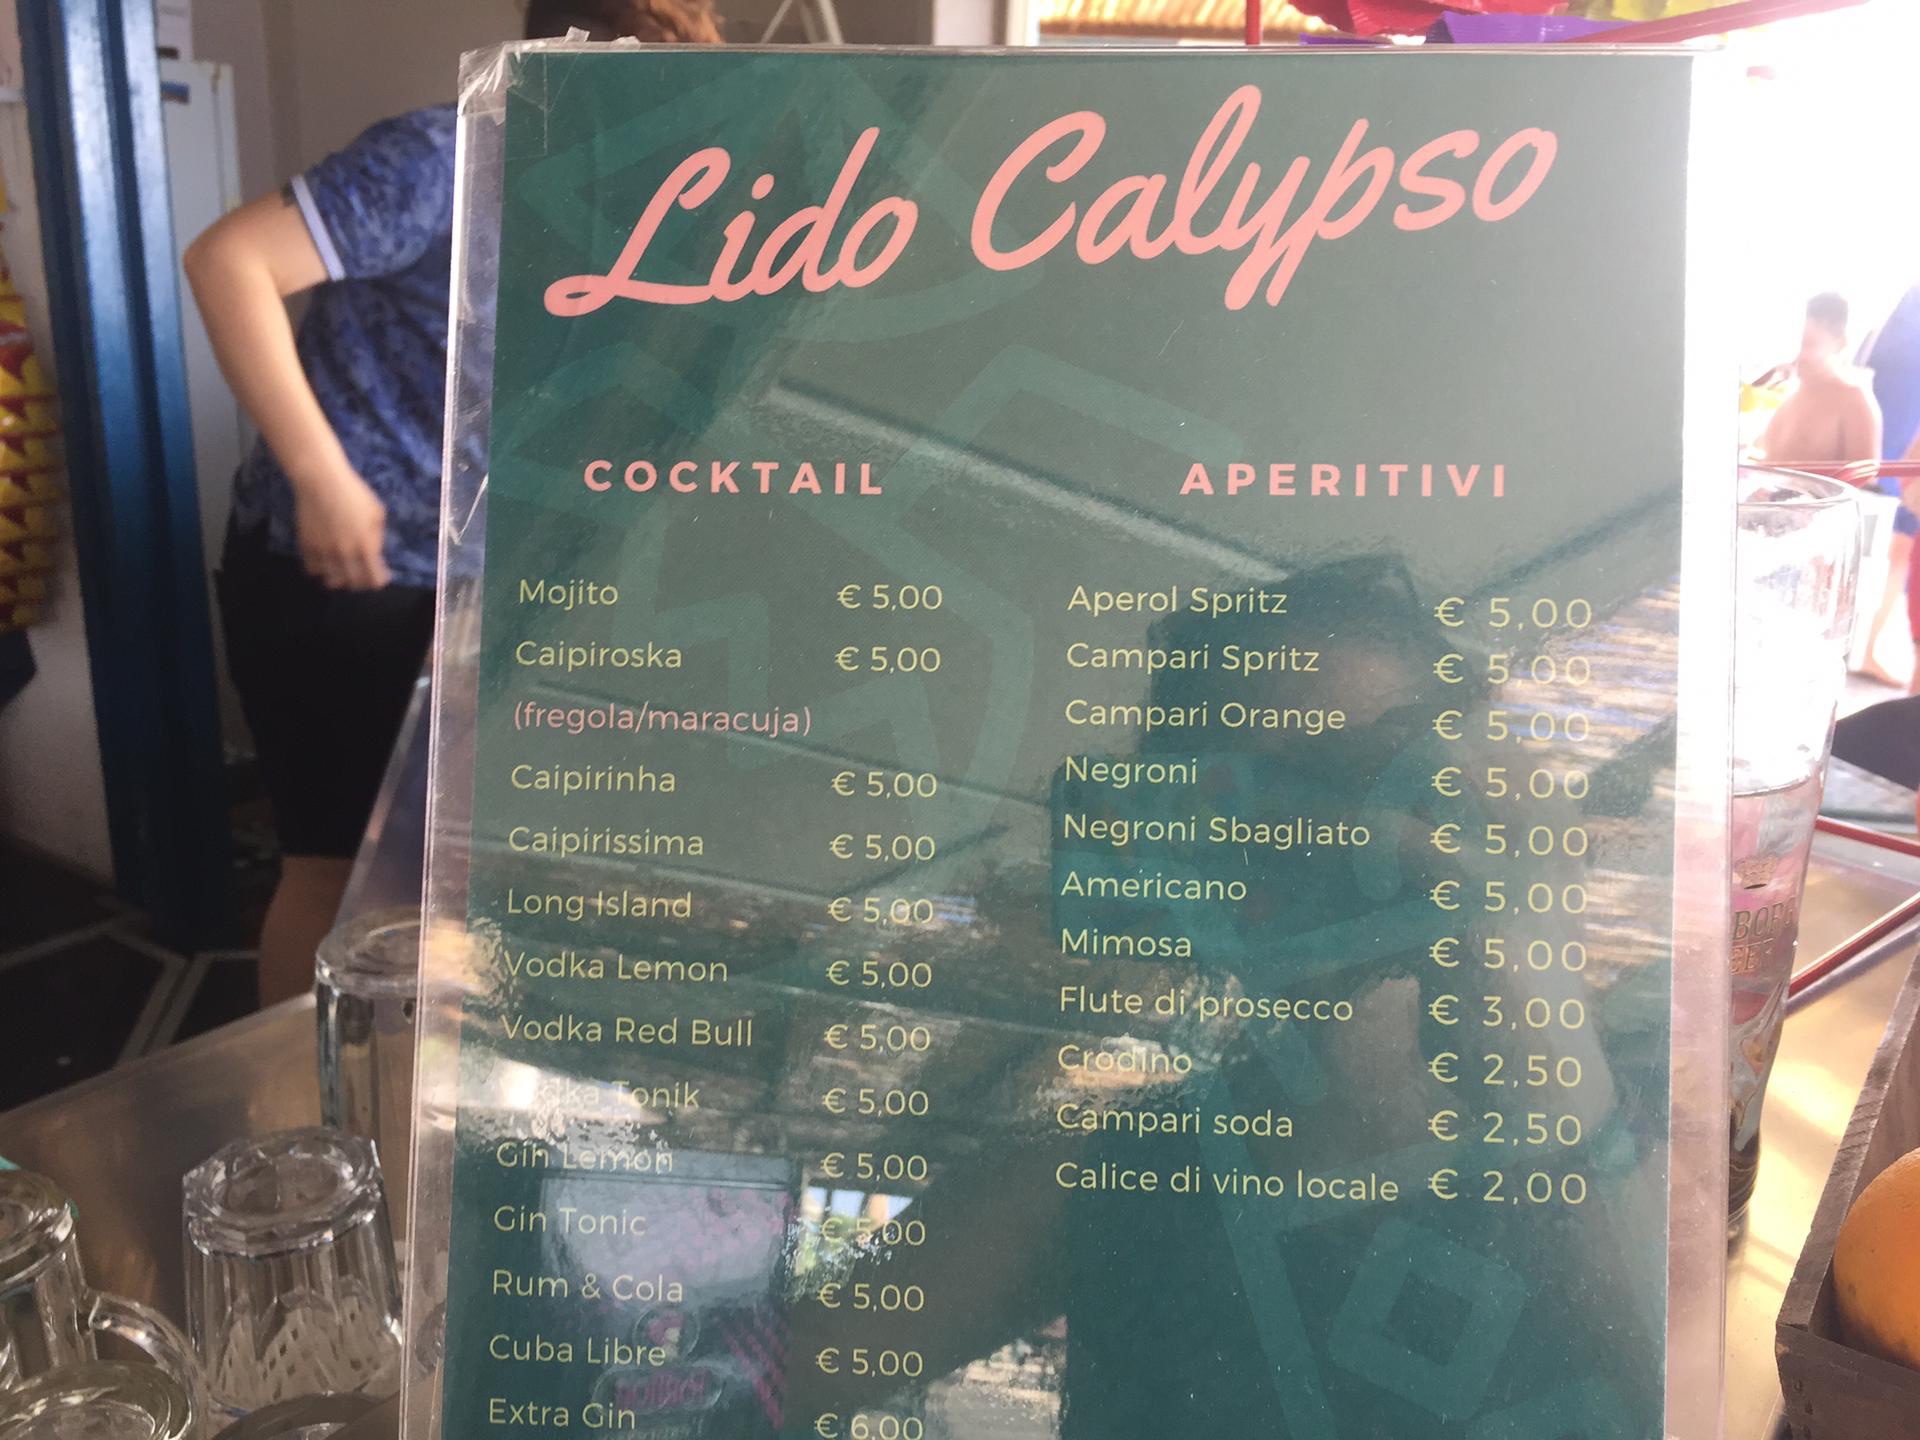 Lido Calypso
COCKTAIL
Mojito € 5,00
Caipiroska € 5,00
(fregola/maracuja)
Caipirinha € 5,00
Caipirissima € 5,00
Long Island € 5,00
Vodka Lemon € 5,00
Vodka Red Bull € 5,00
Vodka Tonik € 5,00
Gin Lemon € 5,00
Gin Tonic € 5,00
Rum & Cola € 5,00
Cuba Libre € 5,00
Extra Gin € 6,00
APERITIVI
Aperol Spritz € 5,00
Campari Spritz € 5,00
Campari Orange € 5,00
Negroni € 5,00
Negroni Sbagliato € 5,00
Americano € 5,00
Mimosa € 5,00
Flute di prosecco € 3,00
Crodino € 2,50
Campari soda € 2,50
Calice di vino locale € 2,00